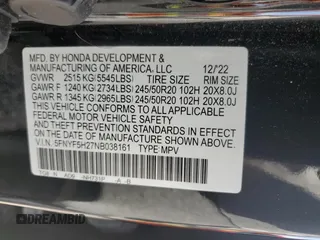 MFD. BY HONDA DEVELOPMENT &
MANUFACTURING OF AMERICA, LLC 12/22
GVWR 2515 KG(5545LBS) TIRE SIZE RIM SIZE
GAWR F 1240 KG(2734LBS)245/50R20 102H 20X8.0J
GAWR R 1345 KG(2965LBS)245/50R20 102H 20X8.0J
THIS VEHICLE CONFORMS TO ALL APPLICABLE
FEDERAL MOTOR VEHICLE SAFETY STANDARDS IN
EFFECT ON THE DATE OF MANUFACTURE SHOWN ABOVE.
V.I.N. 5FNYF5H27NB038161 TYPE:MPV
DREAMBID